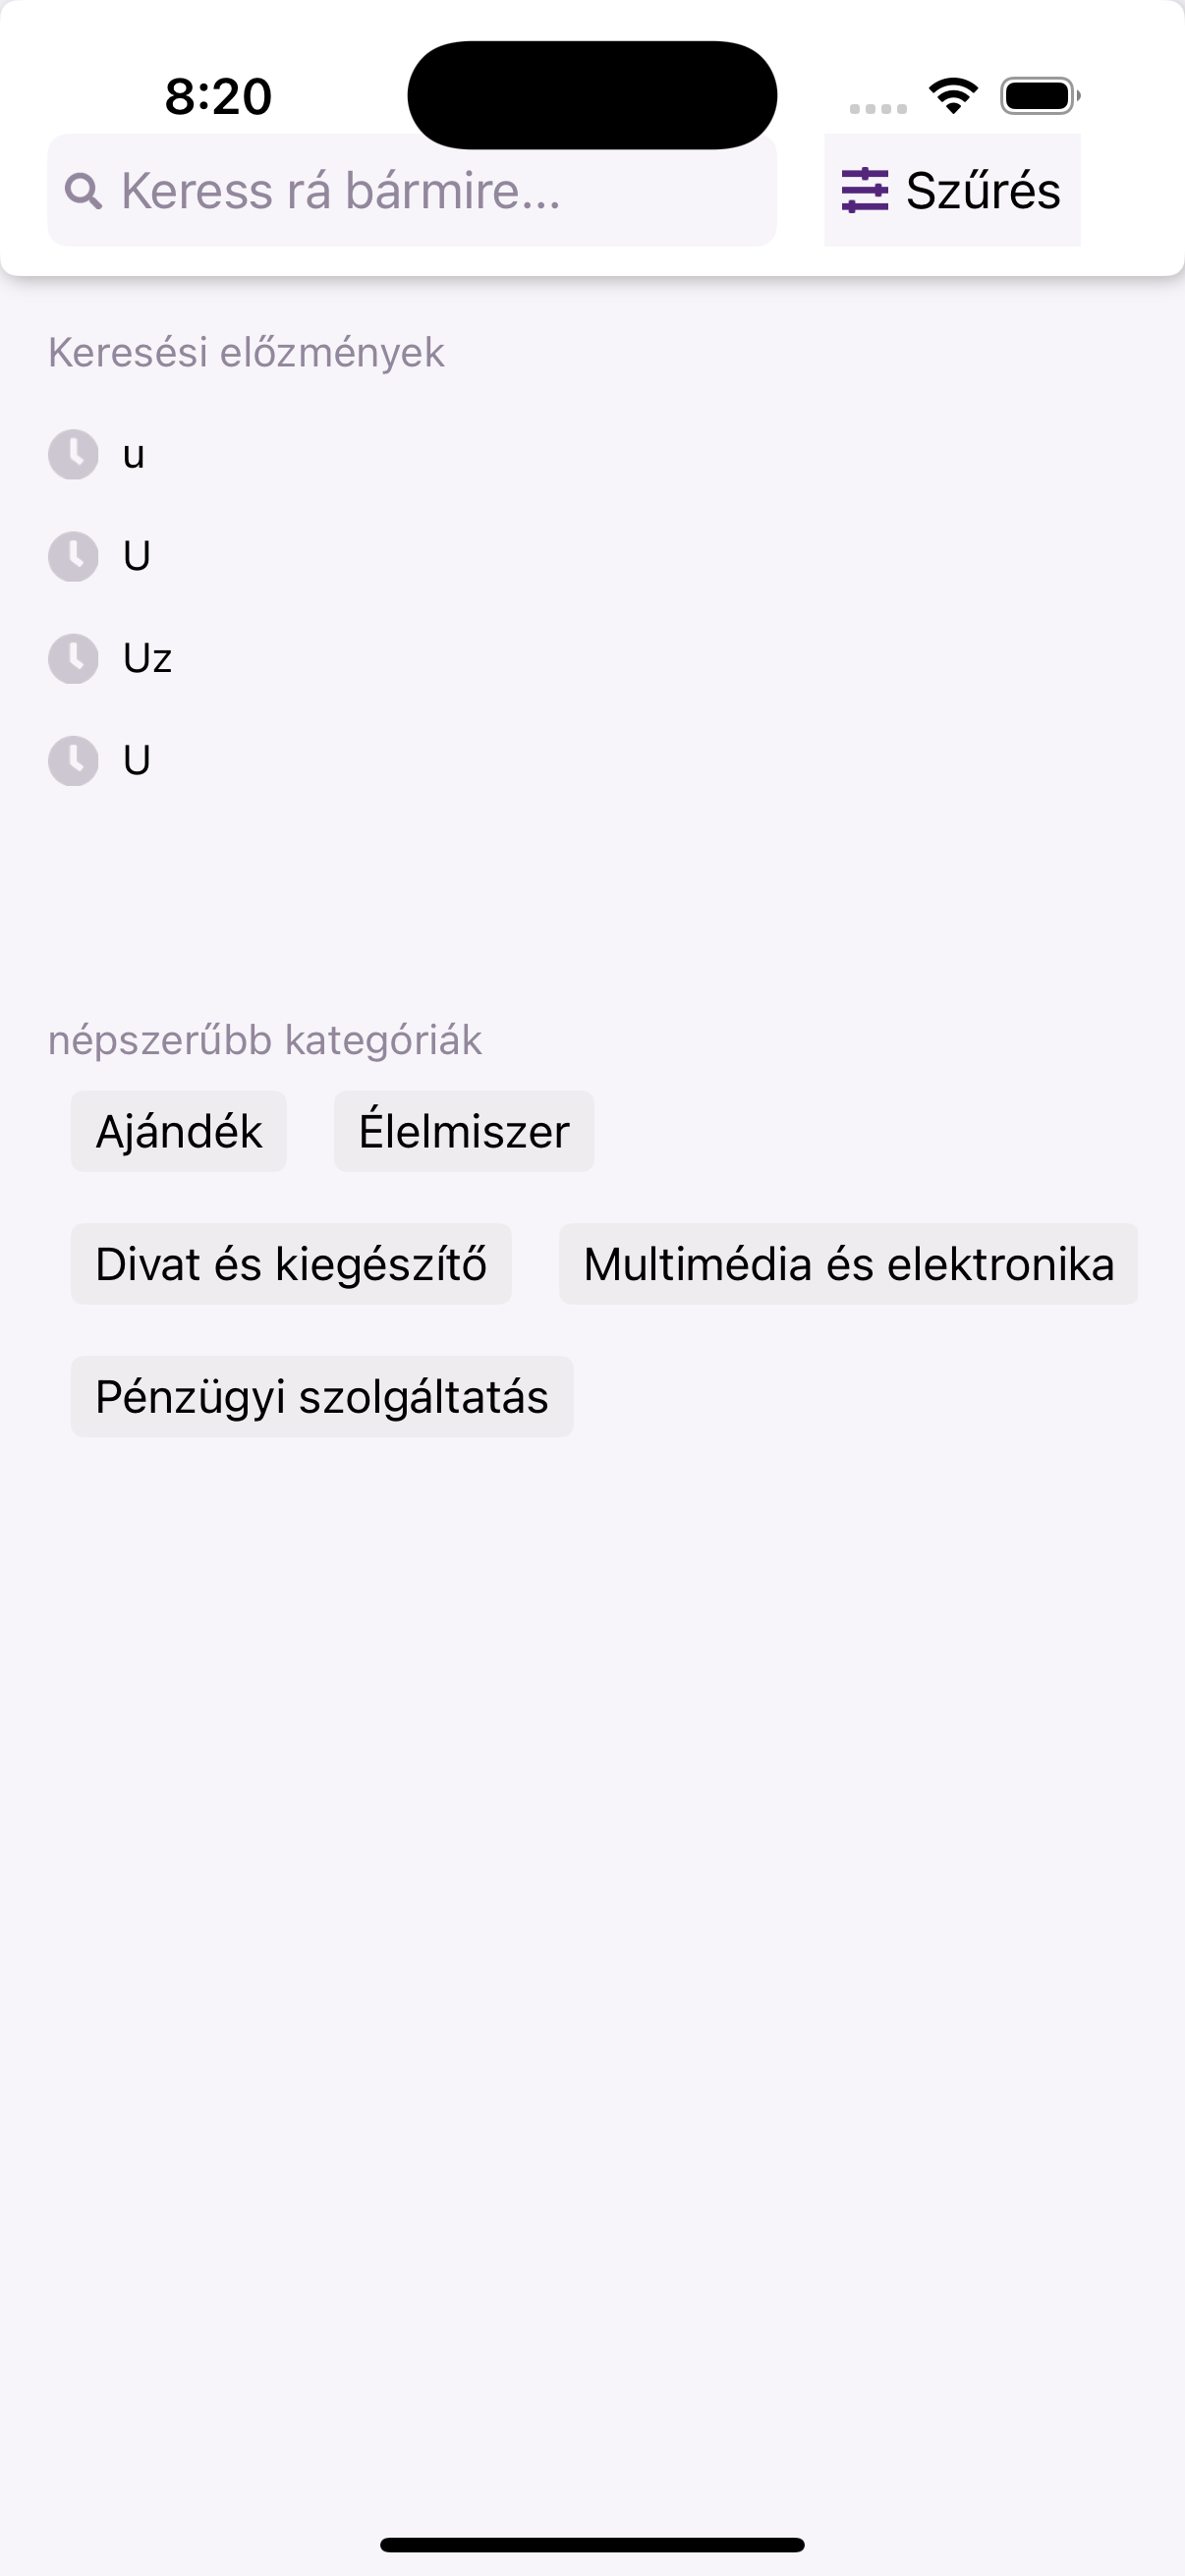 8:20
Keress rá bármire...
Szűrés
Keresési előzmények
u
U
Uz
U
népszerűbb kategóriák
Ajándék
Élelmiszer
Divat és kiegészítő
Multimédia és elektronika
Pénzügyi szolgáltatás